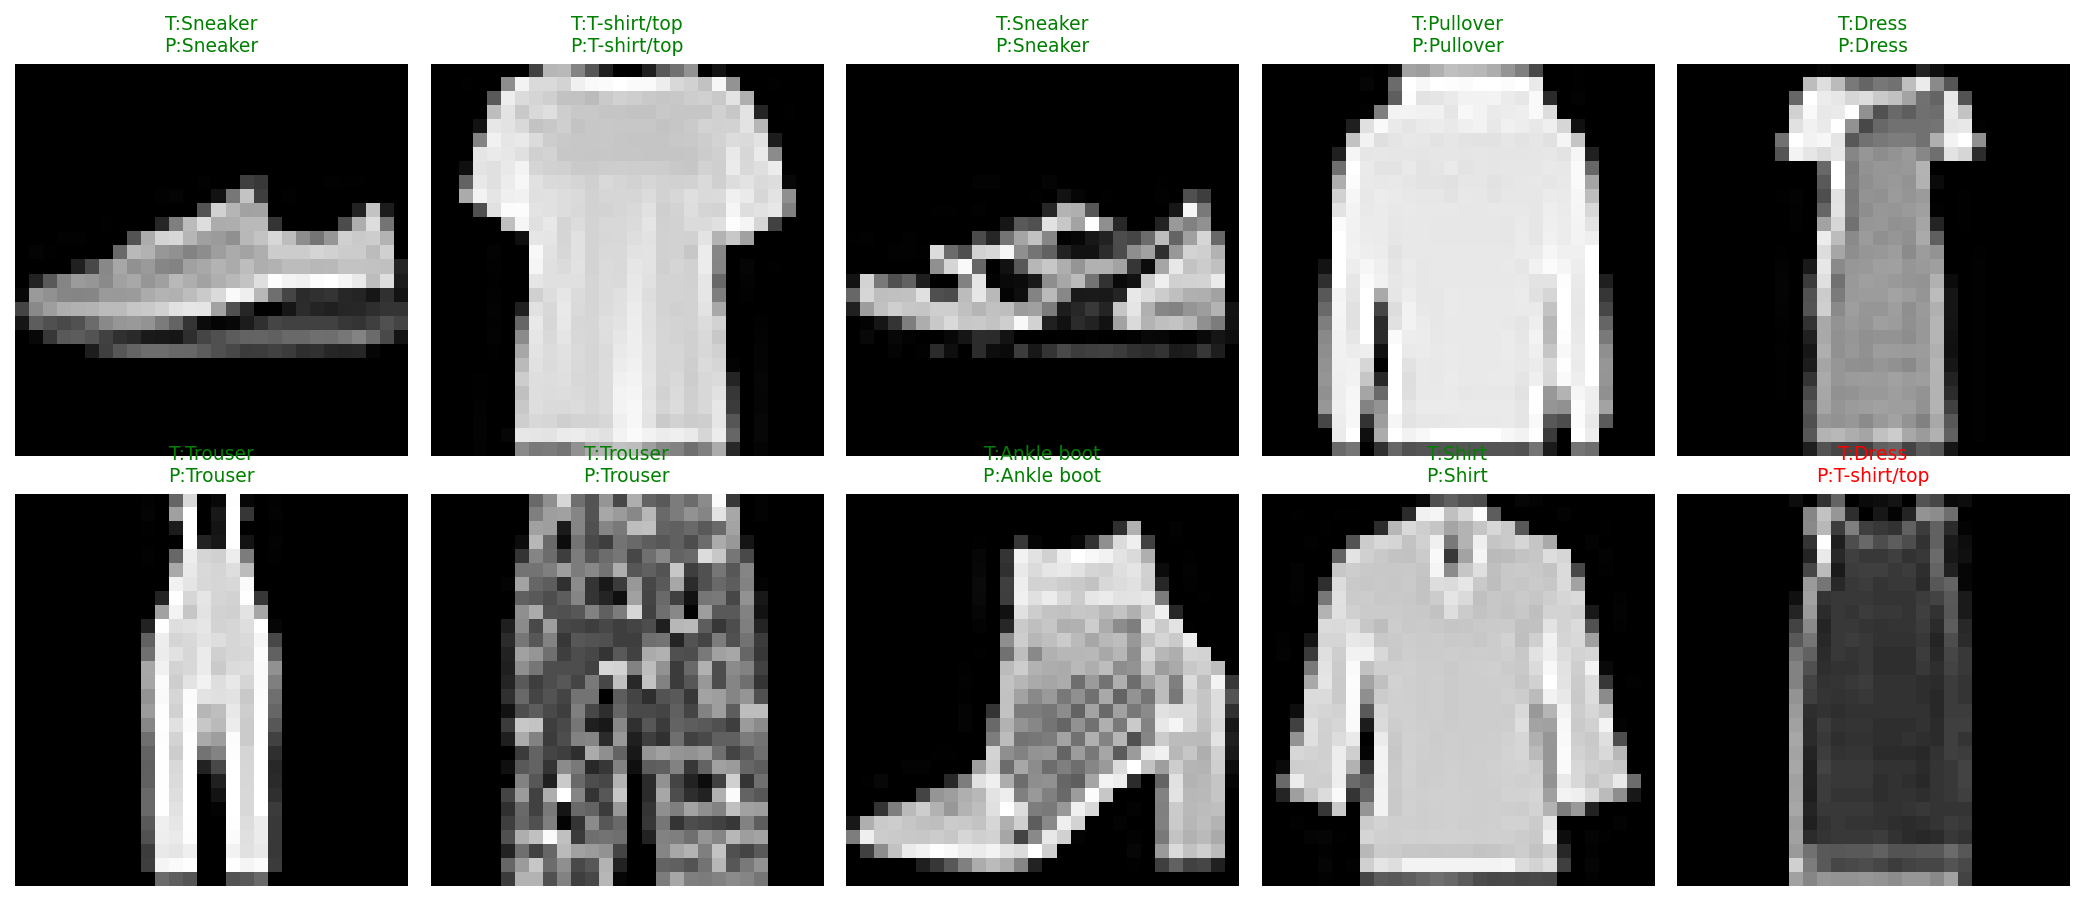 T:Sneaker
P:Sneaker
T:T-shirt/top
P:T-shirt/top
T:Sneaker
P:Sneaker
T:Pullover
P:Pullover
T:Dress
P:Dress
T:Trouser
P:Trouser
T:Trouser
P:Trouser
T:Ankle boot
P:Ankle boot
T:Shirt
P:Shirt
T:Dress
P:T-shirt/top